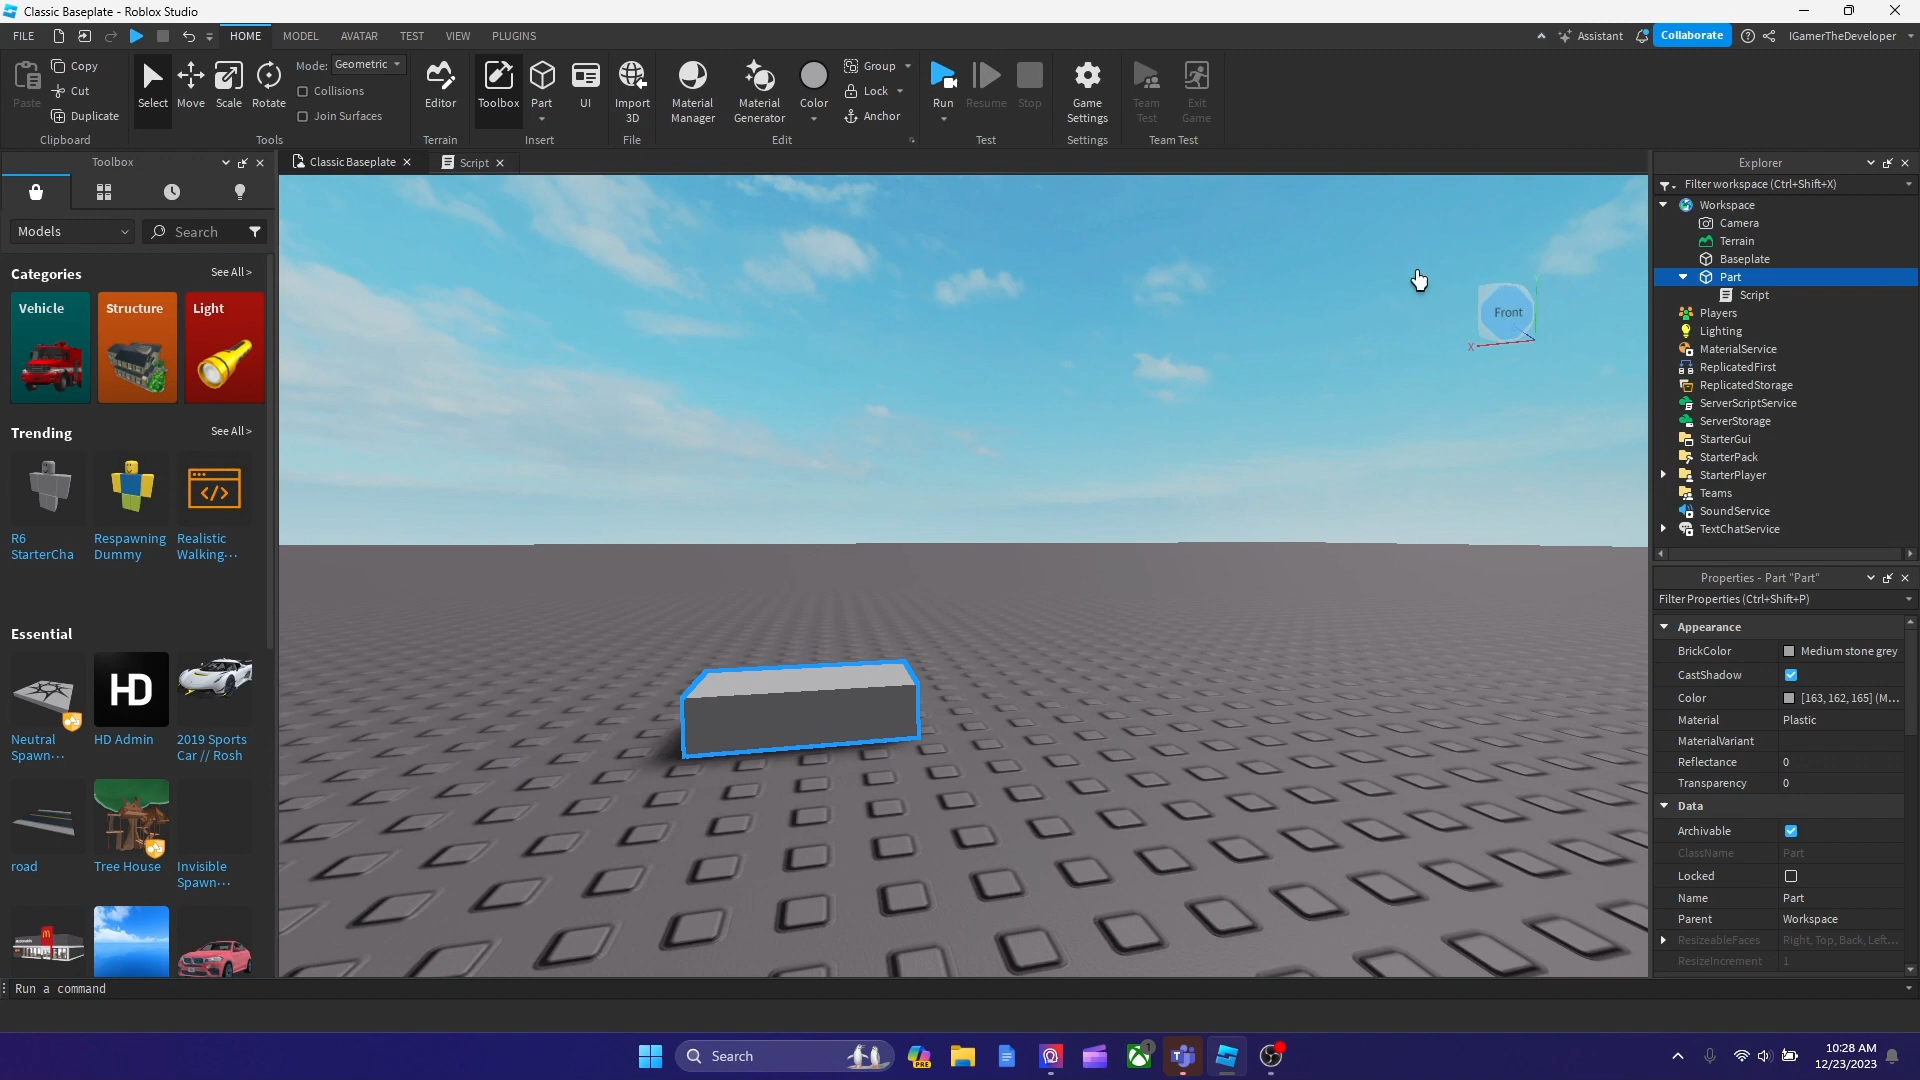 Classic Baseplate - Roblox Studio
FILE
HOME
MODEL
AVATAR
TEST
VIEW
PLUGINS
Assistant
Collaborate
IGamerTheDeveloper
Paste
Copy
Cut
Duplicate
Clipboard
Select
Move
Scale
Rotate
Mode: Geometric
Collisions
Join Surfaces
Tools
Editor
Terrain
Toolbox
Part
UI
Insert
Import
3D
File
Material
Manager
Material
Generator
Color
Group
Lock
Anchor
Edit
Run
Resume
Stop
Test
Game
Settings
Settings
Team
Test
Exit
Game
Team Test
Toolbox
Classic Baseplate
Script
Models
Search
Categories
See All >
Vehicle
Structure
Light
Trending
See All >
R6
StarterCha
Respawning
Dummy
Realistic
Walking...
Essential
HD
Neutral
Spawn...
HD Admin
2019 Sports
Car // Rosh
road
Tree House
Invisible
Spawn...
Front
X
Explorer
Filter workspace (Ctrl+Shift+X)
Workspace
Camera
Terrain
Baseplate
Part
Script
Players
Lighting
MaterialService
ReplicatedFirst
ReplicatedStorage
ServerScriptService
ServerStorage
StarterGui
StarterPack
StarterPlayer
Teams
SoundService
TextChatService
Properties - Part "Part"
Filter Properties (Ctrl+Shift+P)
Appearance
BrickColor Medium stone grey
CastShadow
Color [163, 162, 165] (M...
Material Plastic
MaterialVariant
Reflectance 0
Transparency 0
Data
Archivable
ClassName Part
Locked
Name Part
Parent Workspace
ResizeableFaces Right, Top, Back, Left...
ResizeIncrement 1
Run a command
Search
PRE
1
10:28 AM
12/23/2023